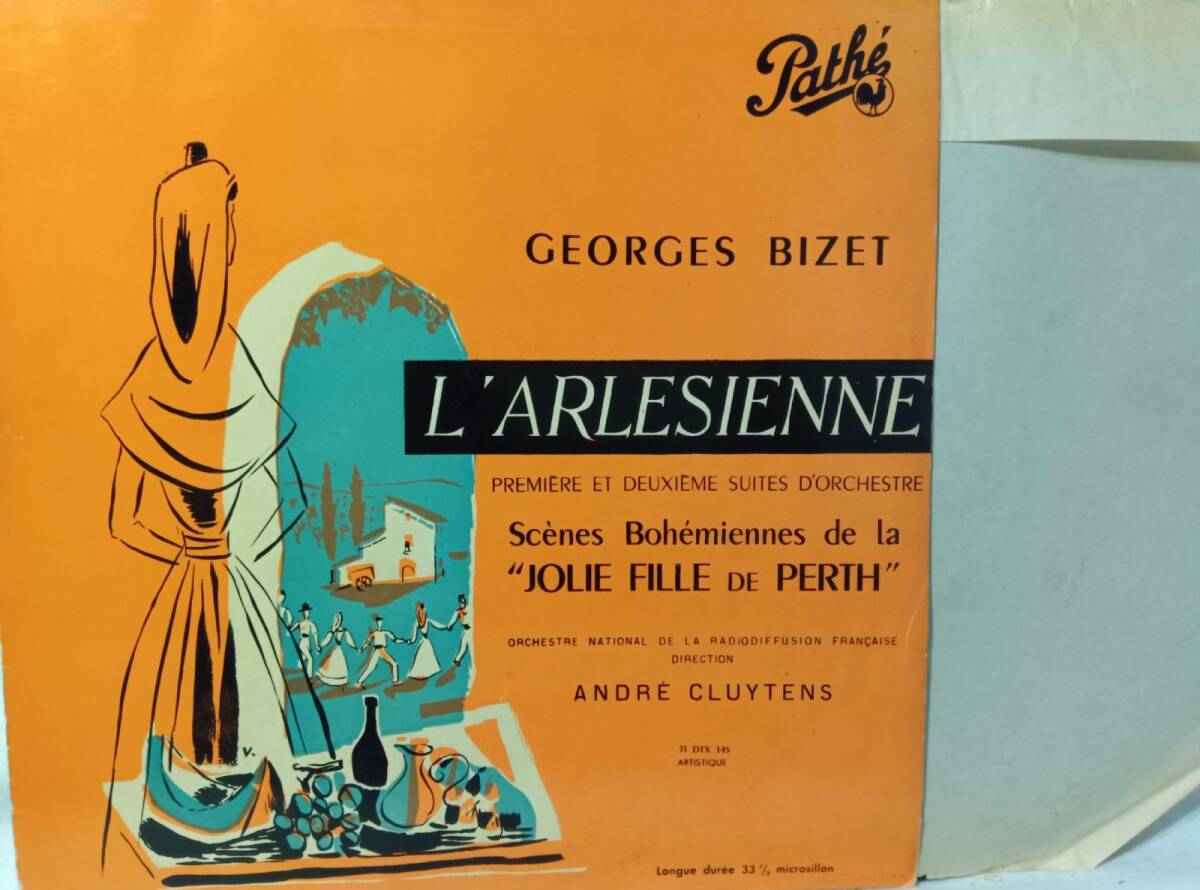 Pathé
GEORGES BIZET
L'ARLESIENNE
PREMIÈRE ET DEUXIÈME SUITES D'ORCHESTRE
Scènes Bohémiennes de la
"JOLIE FILLE DE PERTH"
ORCHESTRE NATIONAL DE LA RADIODIFFUSION FRANÇAISE
DIRECTION
ANDRÉ CLUYTENS
33 DTX 145
ARTISTIQUE
V.
Longue durée 33 ⅓ microsillon